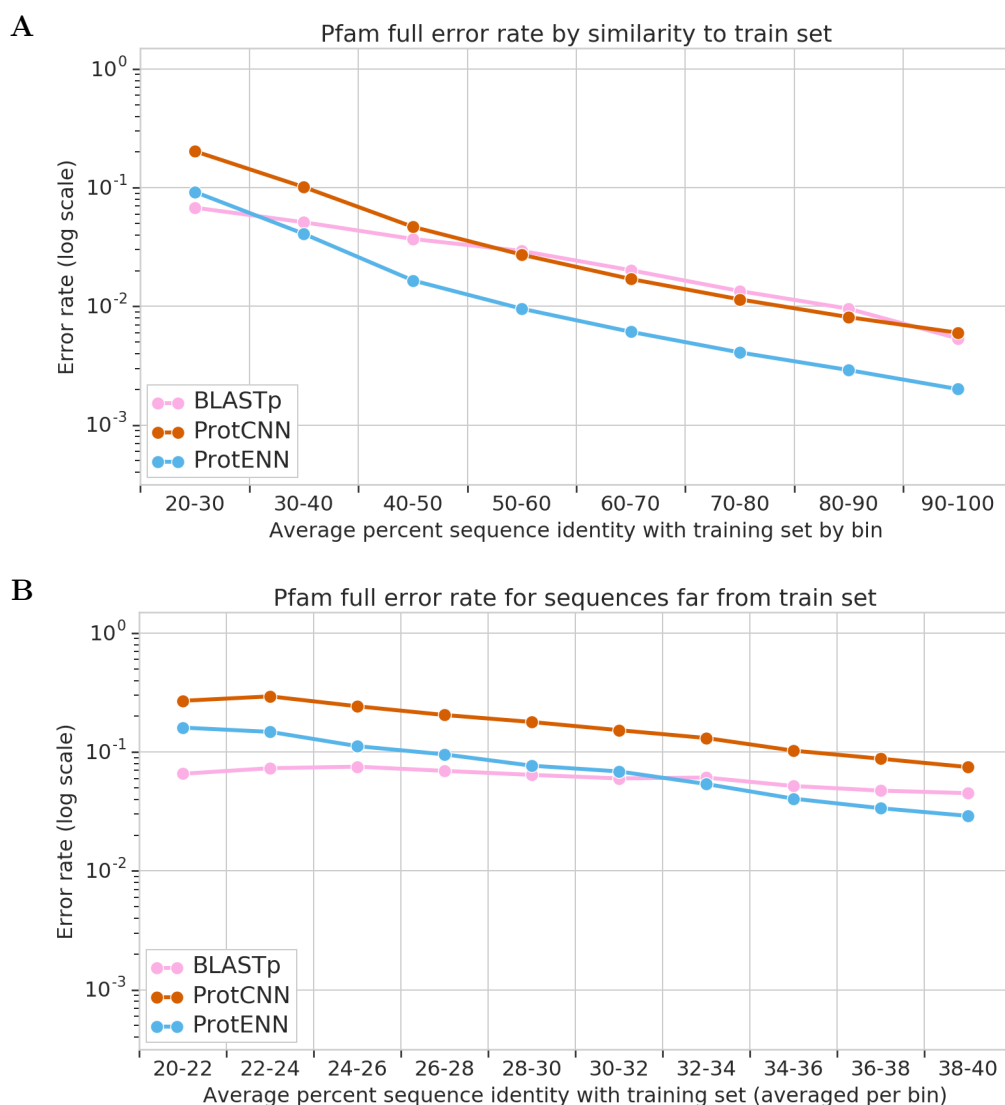 A
Pfam full error rate by similarity to train set
Error rate (log scale)
10^0
10^-1
10^-2
10^-3
BLASTp
ProtCNN
ProtENN
20-30 30-40 40-50 50-60 60-70 70-80 80-90 90-100
Average percent sequence identity with training set by bin
B
Pfam full error rate for sequences far from train set
Error rate (log scale)
10^0
10^-1
10^-2
10^-3
BLASTp
ProtCNN
ProtENN
20-22 22-24 24-26 26-28 28-30 30-32 32-34 34-36 36-38 38-40
Average percent sequence identity with training set (averaged per bin)